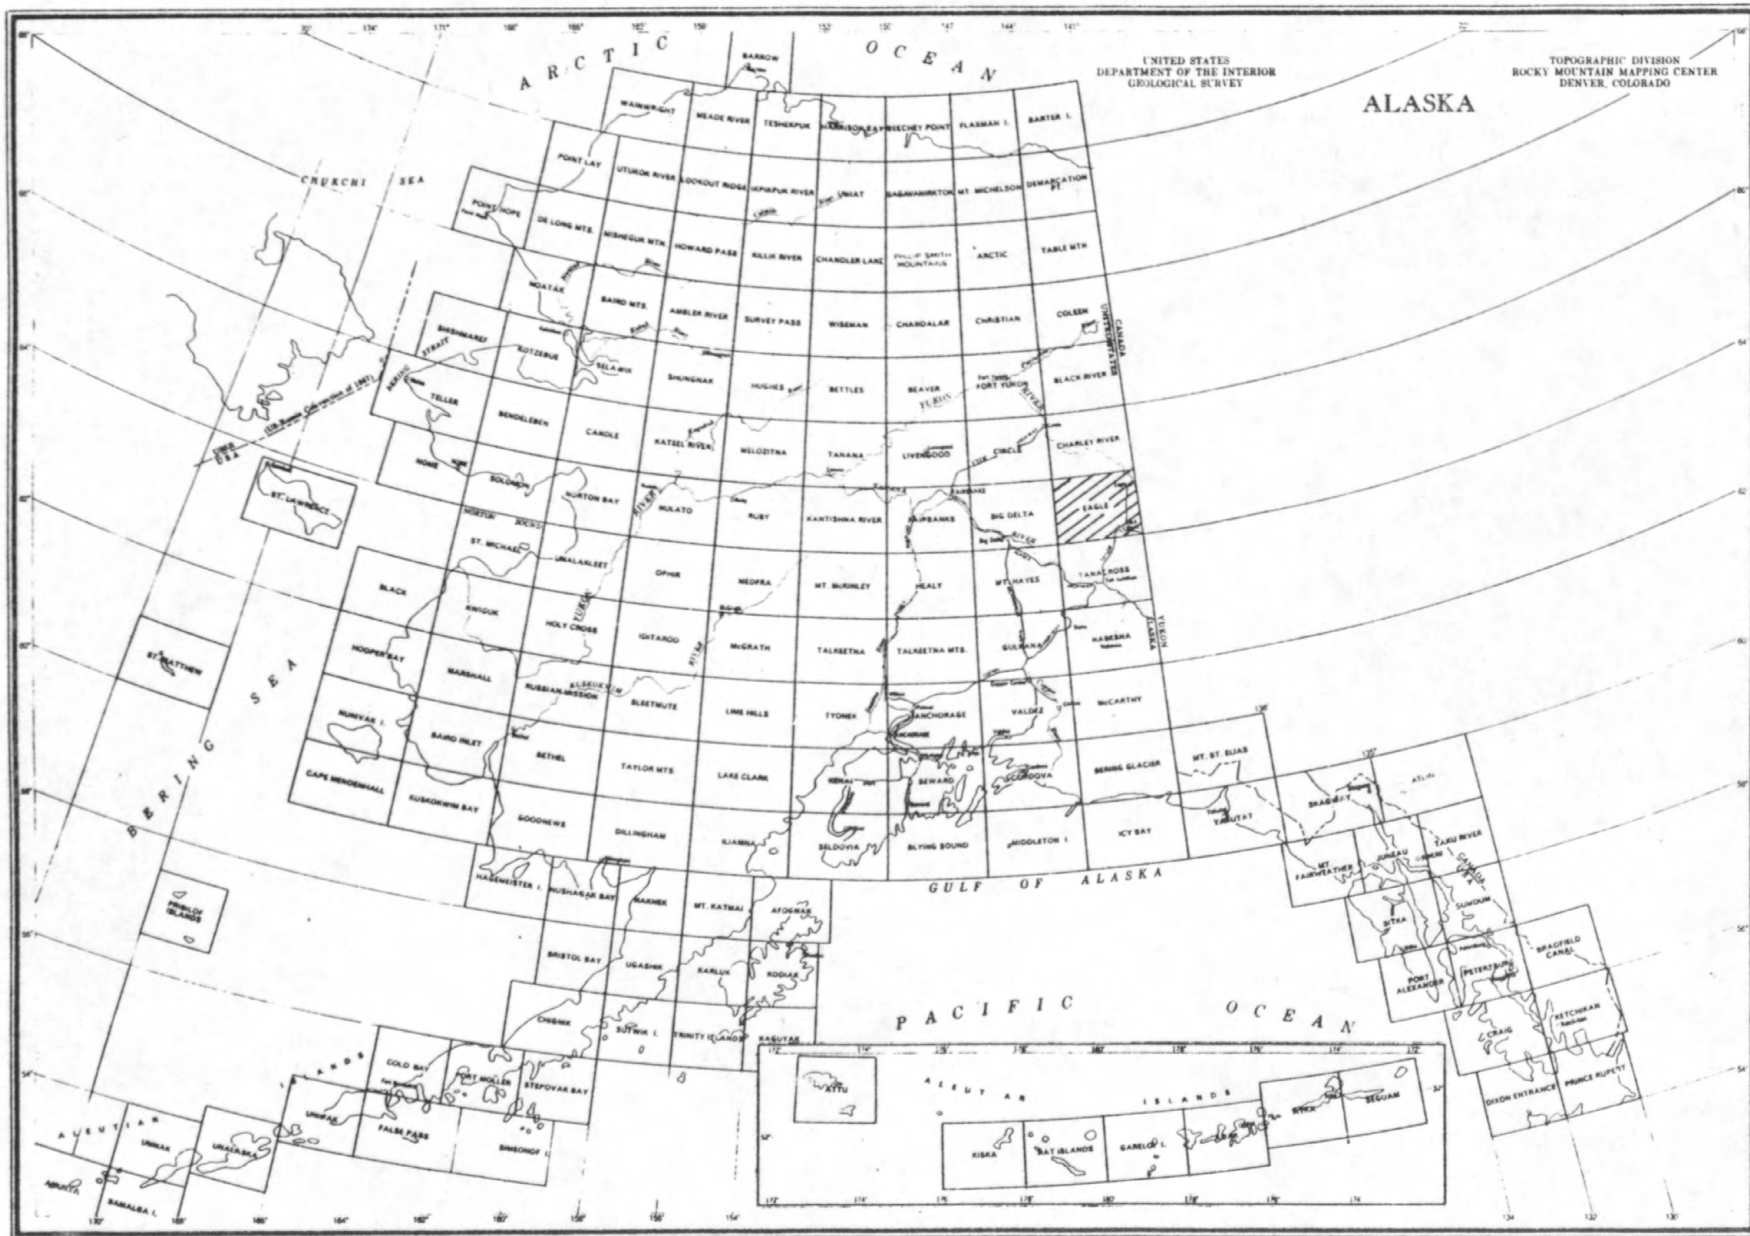 ARCTIC OCEAN
UNITED STATES
DEPARTMENT OF THE INTERIOR
GEOLOGICAL SURVEY
TOPOGRAPHIC DIVISION
ROCKY MOUNTAIN MAPPING CENTER
DENVER, COLORADO
ALASKA
BARROW
WAINWRIGHT
MEADE RIVER
TESHEKPUK
HARRISON BAY
BEECHEY POINT
FLAXMAN I.
BARTER I.
CHUKCHI SEA
POINT LAY
UTUKOK RIVER
LOOKOUT RIDGE
IKPIKPUK RIVER
UMIAT
SAGAVANIRKTOK
MT. MICHELSON
DEMARCATION PT.
POINT HOPE
DE LONG MTS.
MISHEGUK MTN.
HOWARD PASS
KILLIK RIVER
CHANDLER LAKE
PHILIP SMITH
MOUNTAINS
ARCTIC
TABLE MTN.
NOATAK
BAIRD MTS.
AMBLER RIVER
SURVEY PASS
WISEMAN
CHANDALAR
CHRISTIAN
COLEEN
SHISHMAREF
KOTZEBUE
SELAWIK
SHUNGNAK
HUGHES
BETTLES
BEAVER
FORT YUKON
BLACK RIVER
BERING STRAIT
TELLER
BENDELEBEN
CANDLE
KATEEL RIVER
MELOZITNA
TANANA
LIVENGOOD
CIRCLE
CHARLEY RIVER
YUKON RIVER
NOME
SOLOMON
NORTON BAY
NULATO
RUBY
KANTISHNA RIVER
FAIRBANKS
BIG DELTA
EAGLE
ST. LAWRENCE
NORTON SOUND
ST. MICHAEL
UNALAKLEET
OPHIR
MEDFRA
MT. McKINLEY
HEALY
MT. HAYES
TANACROSS
BLACK
KWIGUK
HOLY CROSS
IDITAROD
McGRATH
TALKEETNA
TALKEETNA MTS.
GULKANA
NABESNA
YUKON
ALASKA
ST. MATTHEW
HOOPER BAY
MARSHALL
RUSSIAN MISSION
SLEETMUTE
LIME HILLS
TYONEK
ANCHORAGE
VALDEZ
McCARTHY
NUNIVAK I.
BAIRD INLET
BETHEL
TAYLOR MTS.
LAKE CLARK
KENAI
SEWARD
CORDOVA
BERING GLACIER
MT. ST. ELIAS
CAPE MENDENHALL
KUSKOKWIM BAY
GOODNEWS
DILLINGHAM
ILIAMNA
SELDOVIA
BLYING SOUND
MIDDLETON I.
ICY BAY
YAKUTAT
SKAGWAY
ATLIN
BERING SEA
GULF OF ALASKA
MT.
FAIRWEATHER
JUNEAU
TAKU RIVER
HAGEMEISTER I.
NUSHAGAK BAY
NAKNEK
MT. KATMAI
AFOGNAK
SITKA
SUMDUM
PRIBILOF
ISLANDS
BRISTOL BAY
UGASHIK
KARLUK
KODIAK
PORT
ALEXANDER
PETERSBURG
BRADFIELD
CANAL
CHIGNIK
SUTWIK I.
TRINITY ISLANDS
KAGUYAK
CRAIG
KETCHIKAN
PACIFIC OCEAN
COLD BAY
PORT MOLLER
STEPOVAK BAY
DIXON ENTRANCE
PRINCE RUPERT
ALEUTIAN ISLANDS
UMNAK
UNALASKA
UNIMAK
FALSE PASS
SIMEONOF I.
AMUKTA
SAMALGA I.
ALEUTIAN ISLANDS
ATTU
KISKA
RAT ISLANDS
GARELOI I.
ADAK
ATKA
SEGUAM